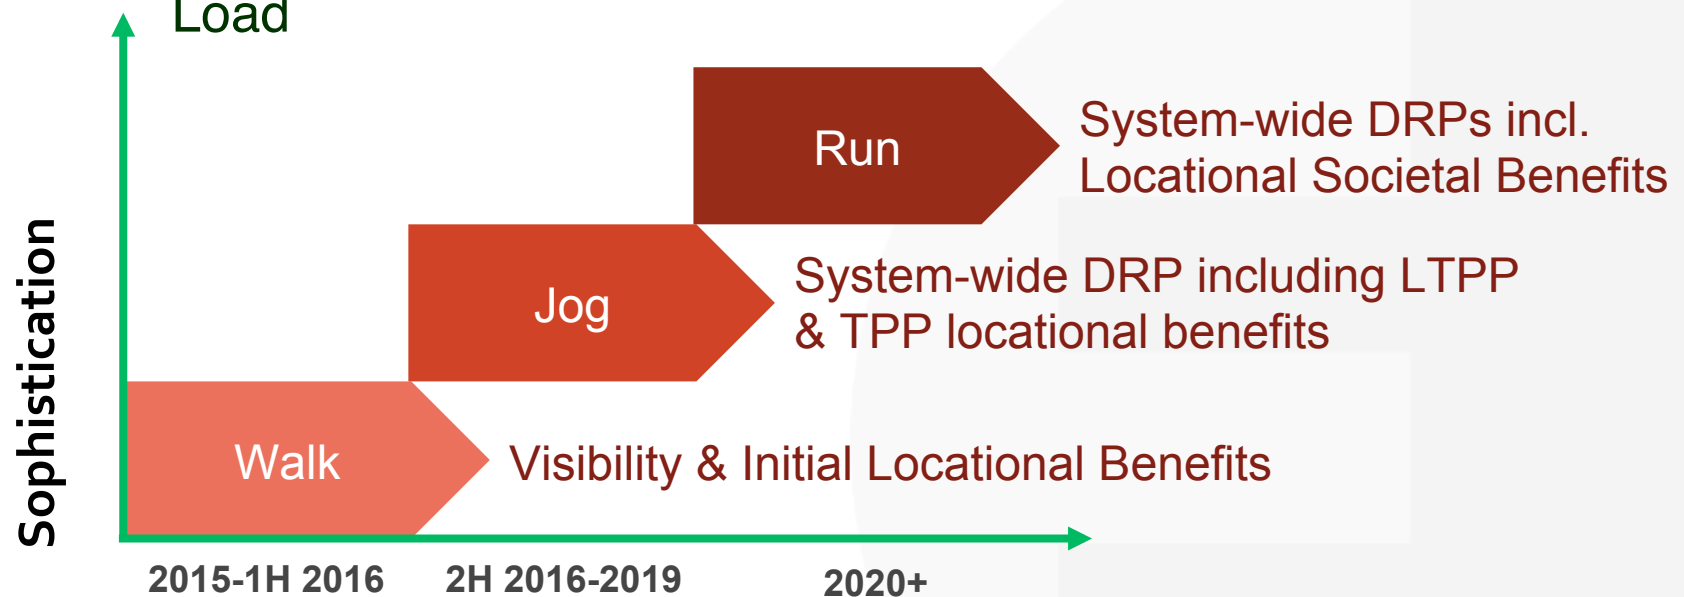 Load
Run
System-wide DRPs incl.
Locational Societal Benefits
Jog
System-wide DRP including LTPP
& TPP locational benefits
Walk
Visibility & Initial Locational Benefits
Sophistication
2015-1H 2016
2H 2016-2019
2020+